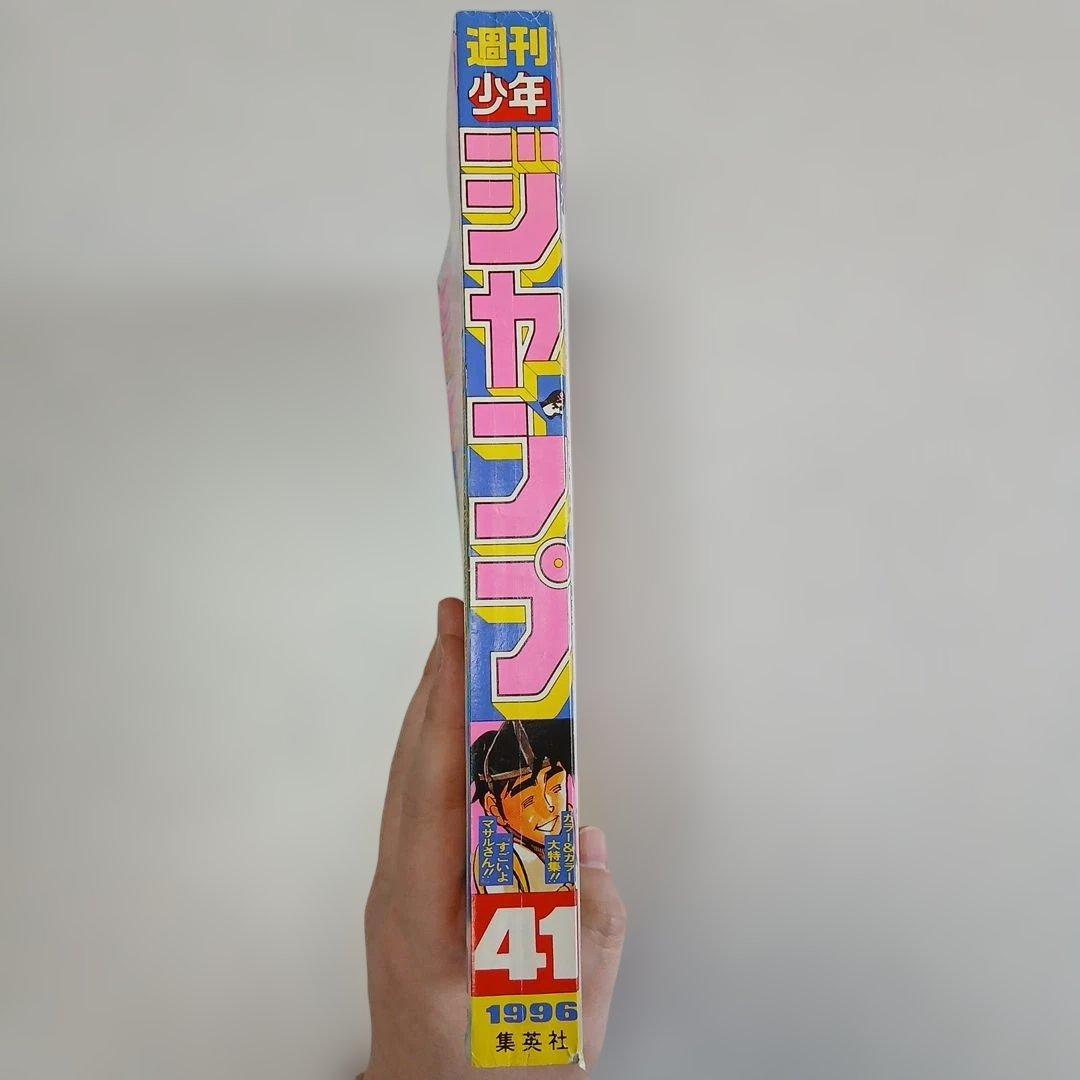 週刊
少年
ジャンプ
カラー&カラー
大特集!!
すごいよ
マサルさん!!
41
1996
集英社